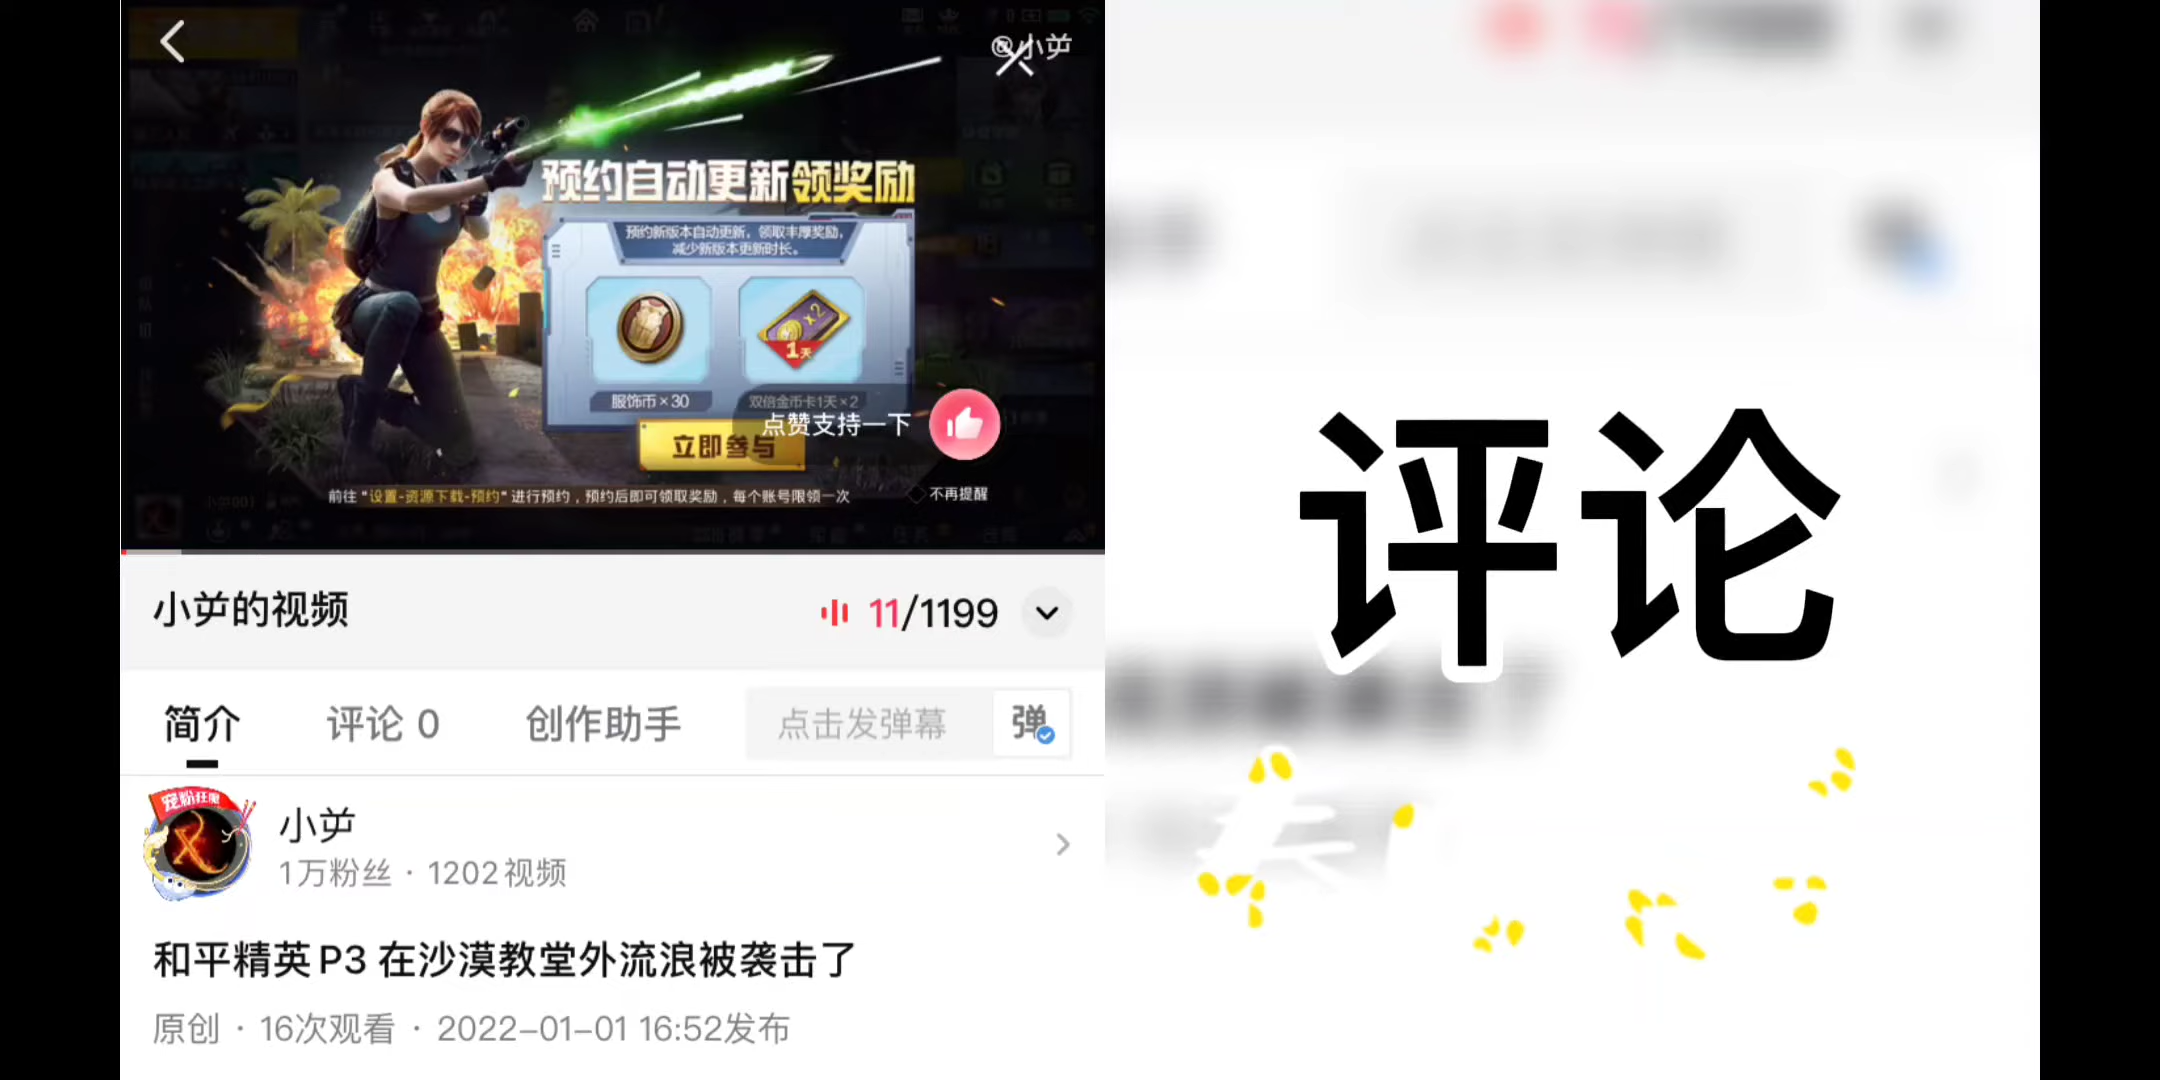 @小苆
预约自动更新领奖励
预约新版本自动更新，领取丰厚奖励，
减少新版本更新时长。
X2
1天
服饰币×30
双倍金币卡1天×2
点赞支持一下
立即参与
前往“设置-资源下载-预约”进行预约，预约后即可领取奖励，每个账号限领一次
不再提醒
小苆的视频
11/1199
简介
评论 0
创作助手
点击发弹幕
弹
宠粉狂魔
小苆
1万粉丝 · 1202视频
和平精英P3 在沙漠教堂外流浪被袭击了
原创 · 16次观看 · 2022-01-01 16:52发布
评论